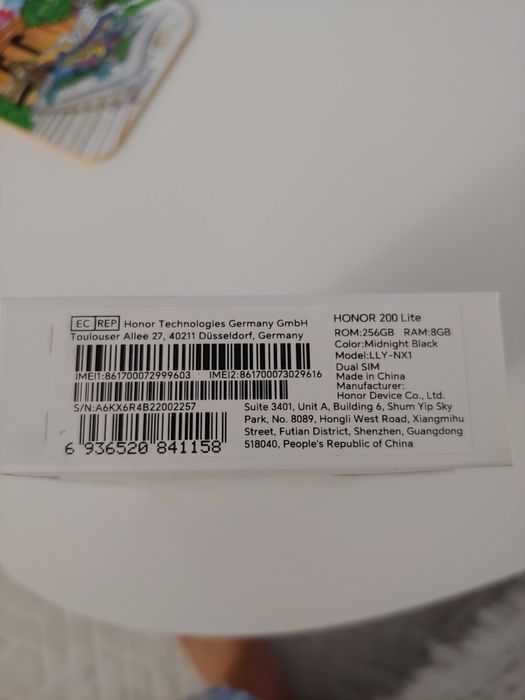 EC REP Honor Technologies Germany GmbH
Toulouser Allee 27, 40211 Düsseldorf, Germany
IMEI1:861700072999603 IMEI2:861700073029616
S/N:A6KX6R4B22002257
6 936520 841158
HONOR 200 Lite
ROM:256GB RAM:8GB
Color:Midnight Black
Model:LLY-NX1
Dual SIM
Made in China
Manufacturer:
Honor Device Co., Ltd.
Suite 3401, Unit A, Building 6, Shum Yip Sky
Park, No. 8089, Hongli West Road, Xiangmihu
Street, Futian District, Shenzhen, Guangdong
518040, People's Republic of China